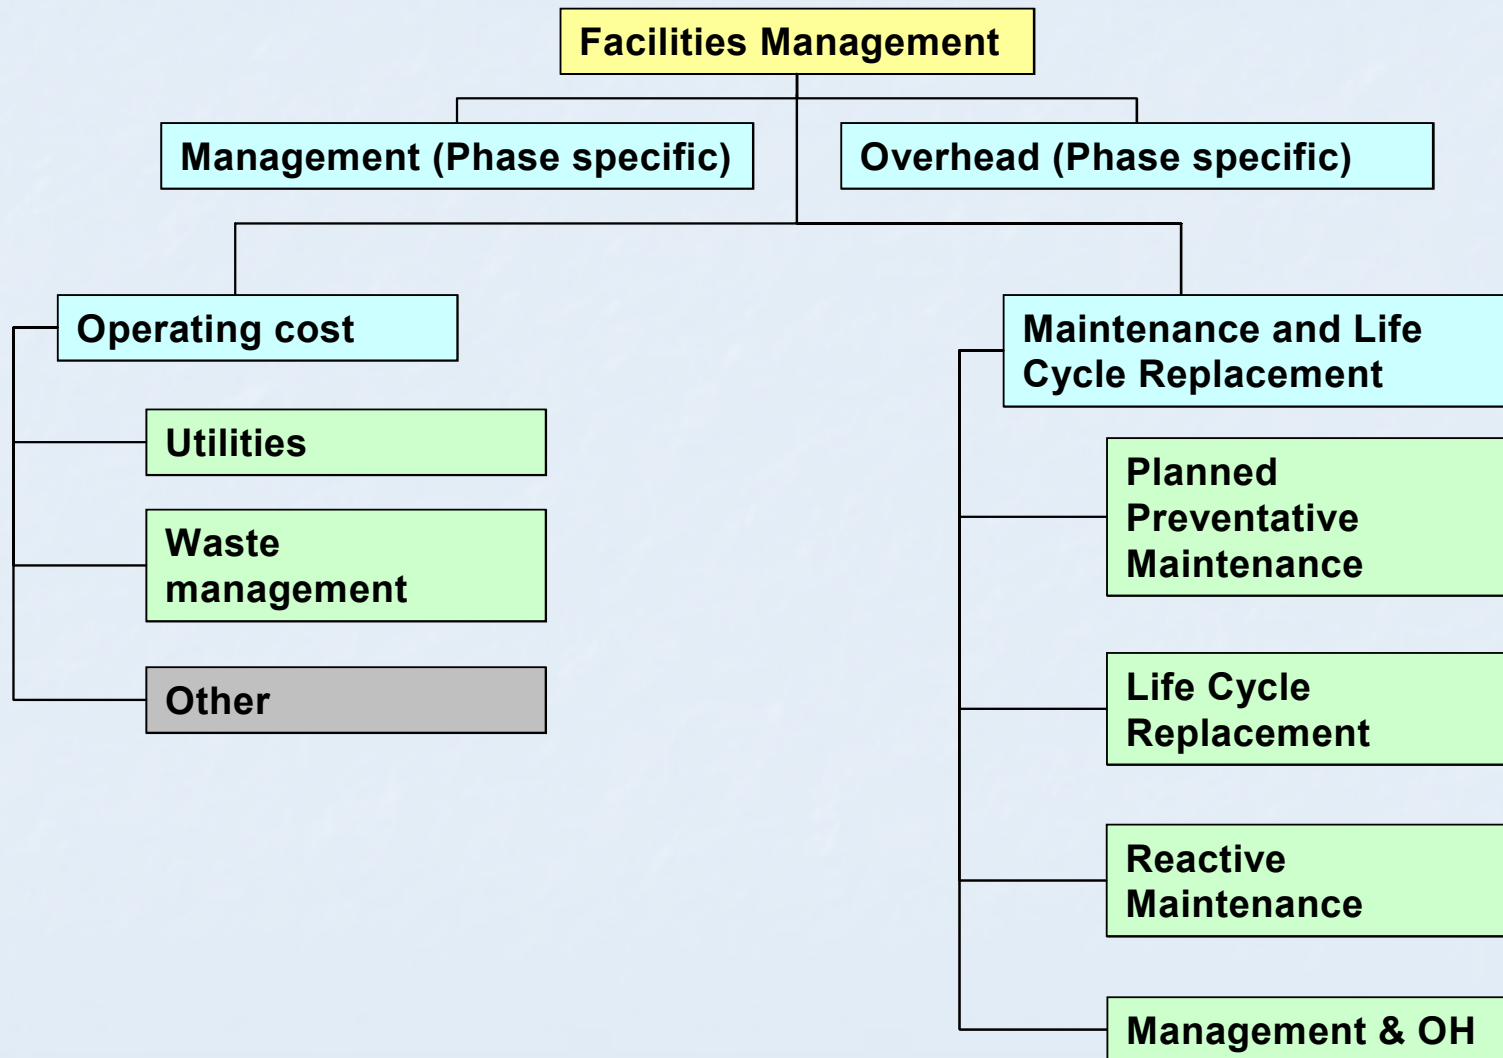 Facilities Management
Management (Phase specific)
Overhead (Phase specific)
Operating cost
Utilities
Waste
management
Other
Maintenance and Life
Cycle Replacement
Planned
Preventative
Maintenance
Life Cycle
Replacement
Reactive
Maintenance
Management & OH